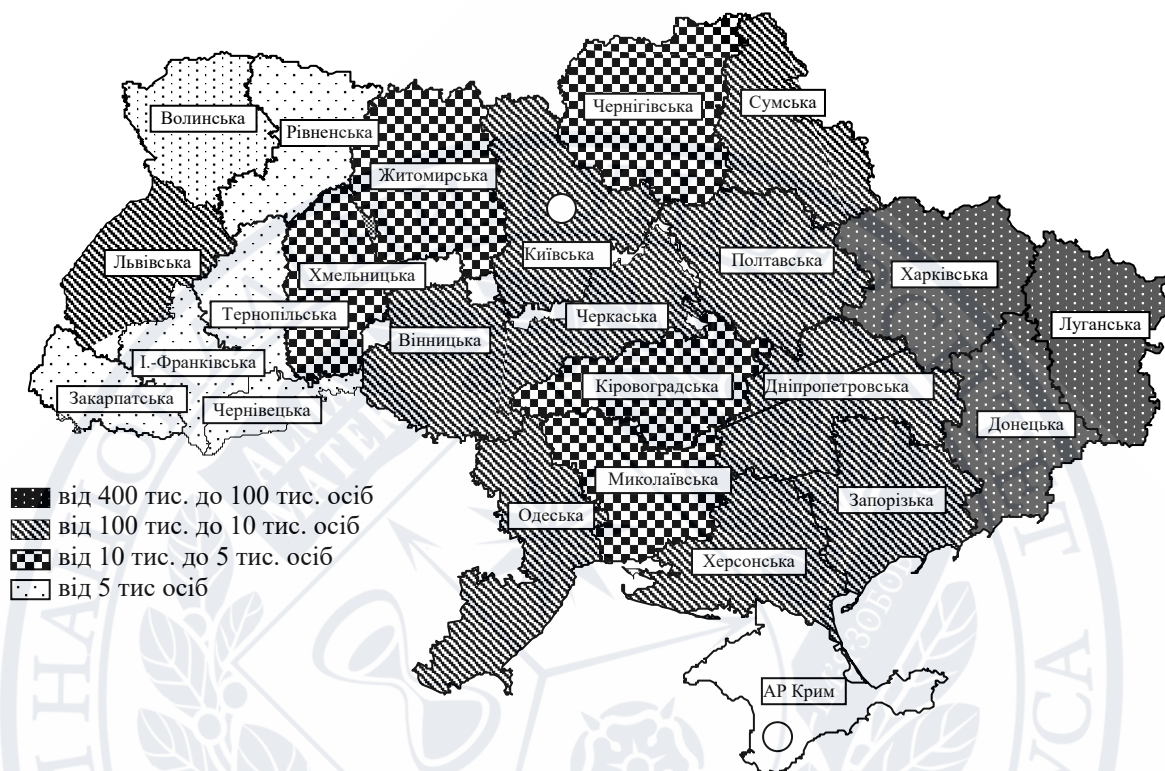 Волинська
Рівненська
Чернігівська
Сумська
Житомирська
Львівська
Хмельницька
Київська
Полтавська
Харківська
Тернопільська
Вінницька
Черкаська
Луганська
І.-Франківська
Закарпатська
Чернівецька
Кіровоградська
Дніпропетровська
Донецька
Миколаївська
Одеська
Запорізька
Херсонська
АР Крим
від 400 тис. до 100 тис. осіб
від 100 тис. до 10 тис. осіб
від 10 тис. до 5 тис. осіб
від 5 тис осіб